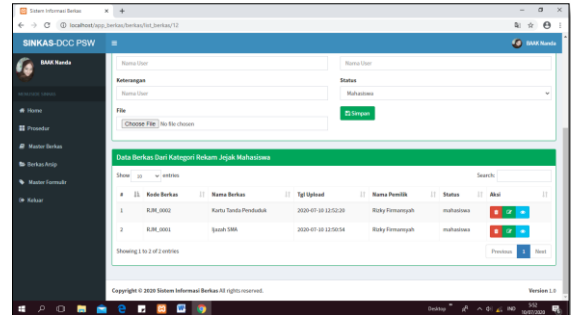 Sistem Informasi Berkas
localhost/app_berkas/berkas/list_berkas/12
SINKAS-DCC PSW
BAAK Nanda
BAAK Nanda
Home
Prosedur
Master Berkas
Berkas Arsip
Master Formulir
Keluar
Nama User
Nama User
Keterangan
Status
Nama User
Mahasiswa
File
Choose File No file chosen
Simpan
Data Berkas Dari Kategori Rekam Jejak Mahasiswa
Show 10 entries
Search:
# Kode Berkas Nama Berkas Tgl Upload Nama Pemilik Status Aksi
1 RJM_0002 Kartu Tanda Penduduk 2020-07-10 12:52:20 Rizky Firmansyah mahasiswa
2 RJM_0001 Ijazah SMA 2020-07-10 12:50:54 Rizky Firmansyah mahasiswa
Showing 1 to 2 of 2 entries
Previous 1 Next
Copyright © 2020 Sistem Informasi Berkas All rights reserved.
Version 1.0
Desktop
IND
5:52
10/07/2020